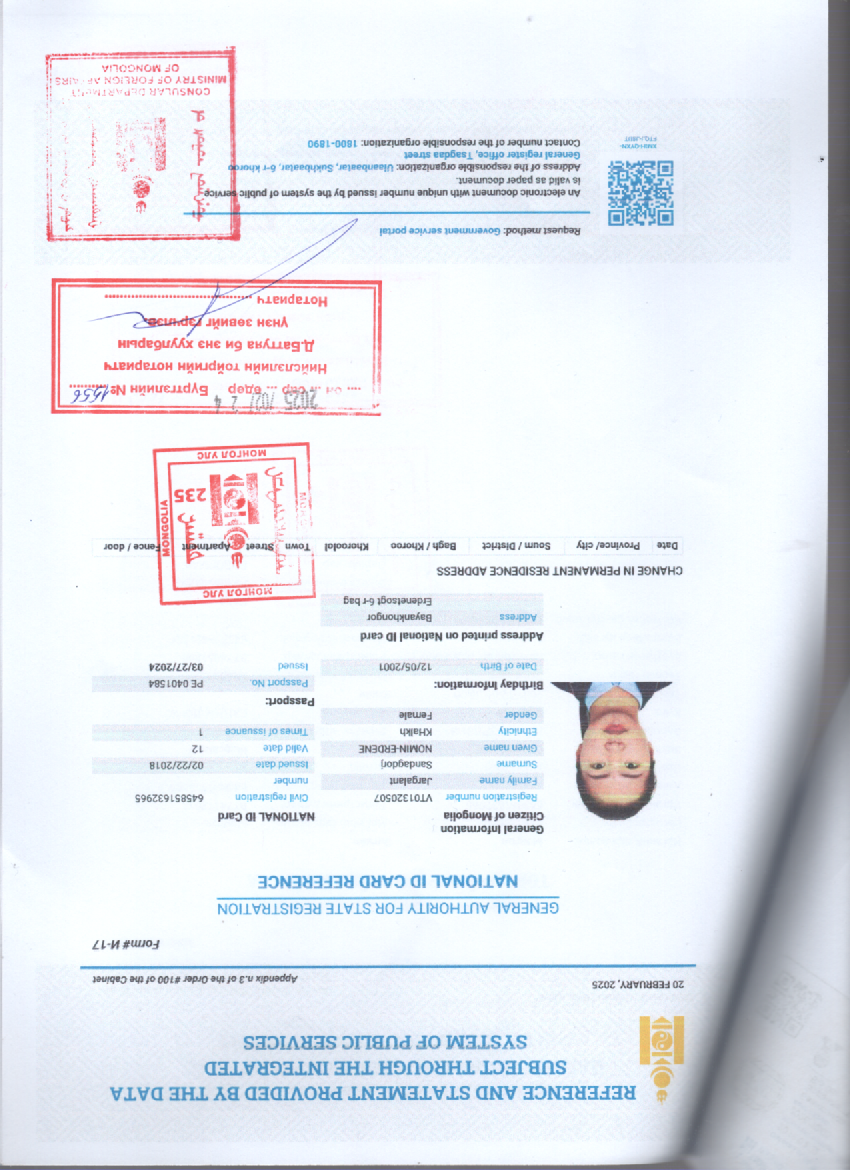 REFERENCE AND STATEMENT PROVIDED BY THE DATA
SUBJECT THROUGH THE INTEGRATED
SYSTEM OF PUBLIC SERVICES
20 FEBRUARY, 2025
Appendix n.3 of the Order #100 of the Cabinet
Form# И-17
GENERAL AUTHORITY FOR STATE REGISTRATION
NATIONAL ID CARD REFERENCE
General Information
Citizen of Mongolia
Registration number VT01320507
Family name Jargalant
Surname Sandagdorj
Given name NOMIN-ERDENE
Ethnicity KHalkh
Gender Female
NATIONAL ID Card
Civil registration number 645851632965
Issued date 02/22/2018
Valid date 12
Times of issuance 1
Birthday Information:
Date of Birth 12/05/2001
Passport:
Passport No. PE 0401584
Issued 03/27/2024
Address printed on National ID card
Address Bayankhongor
Erdenetsogt 6-r bag
CHANGE IN PERMANENT RESIDENCE ADDRESS
Date Province/ city Soum / District Bagh / Khoroo Khoroolol Town Street Apartment Fence / door
МОНГОЛ УЛС
MONGOLIA
235
МОНГОЛ УЛС
2025 /02/ 24
... он ... сар ... өдөр Бүртгэлийн № 1556
Нийслэлийн тойргийн нотариатч
Д.Баттуяа би энэ хуулбарын
үнэн зөвийг гэрчлэв.
Нотариатч
Request method: Government service portal
An electronic document with unique number issued by the system of public service
is valid as paper document.
Address of the responsible organization: Ulaanbaatar, Sukhbaatar, 6-r khoroo
General register office, Tsagdaa street
Contact number of the responsible organization: 1800-1890
CONSULAR DEPARTMENT
MINISTRY OF FOREIGN AFFAIRS
OF MONGOLIA